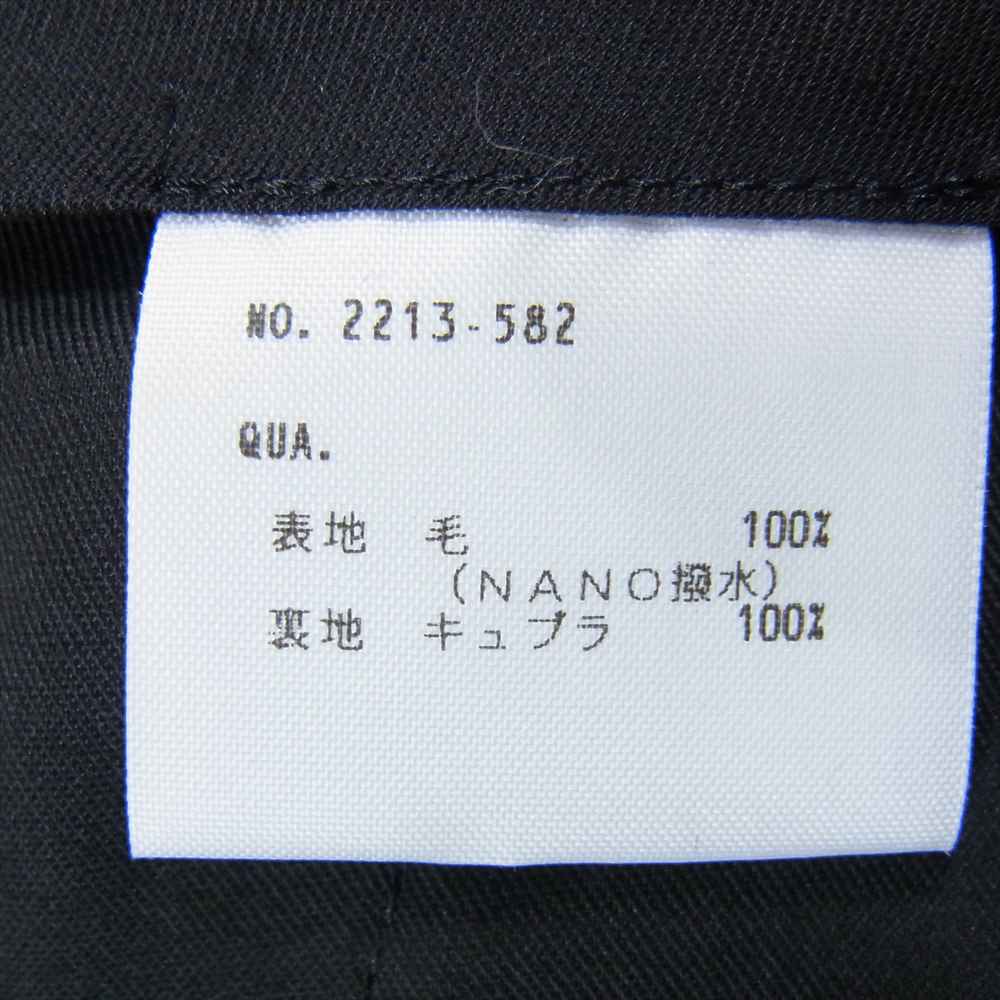 NO. 2213-582
QUA.
表地 毛 100%
(NANO撥水)
裏地 キュプラ 100%